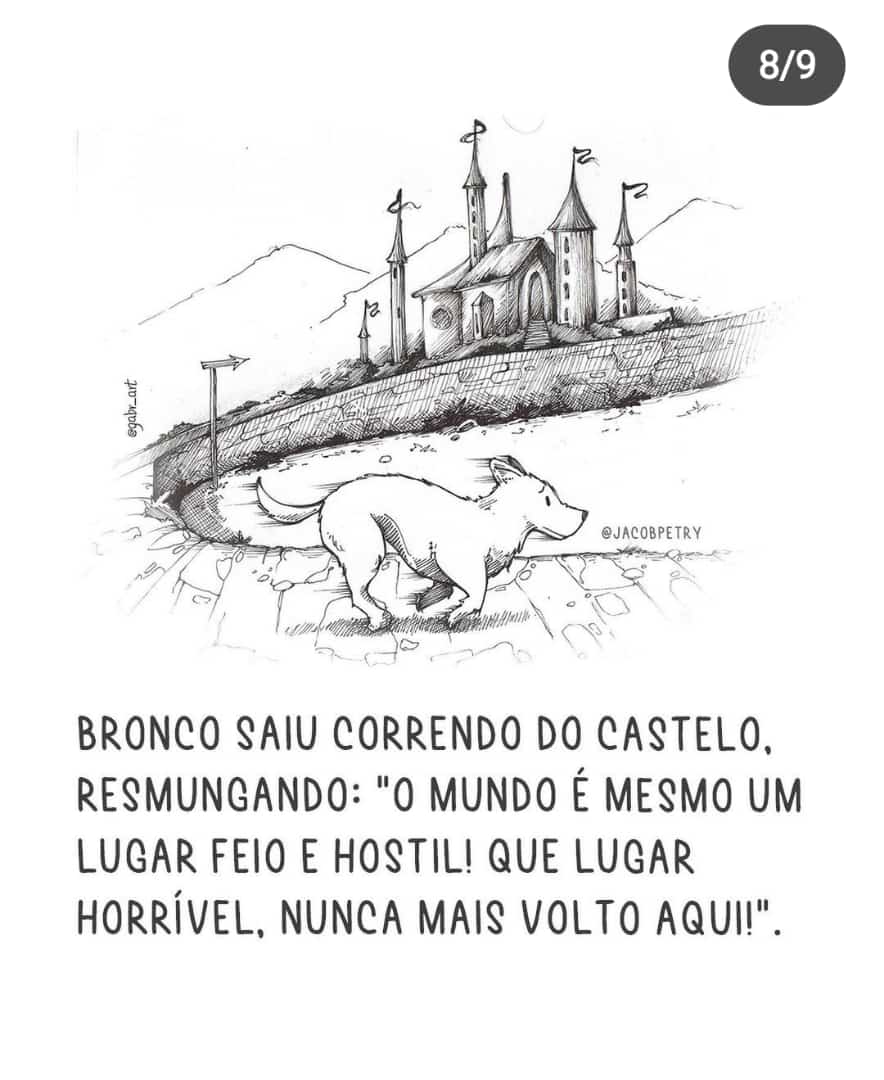 8/9
@gabr_art
@JACOBPETRY
BRONCO SAIU CORRENDO DO CASTELO,
RESMUNGANDO: "O MUNDO É MESMO UM
LUGAR FEIO E HOSTIL! QUE LUGAR
HORRÍVEL, NUNCA MAIS VOLTO AQUI!".